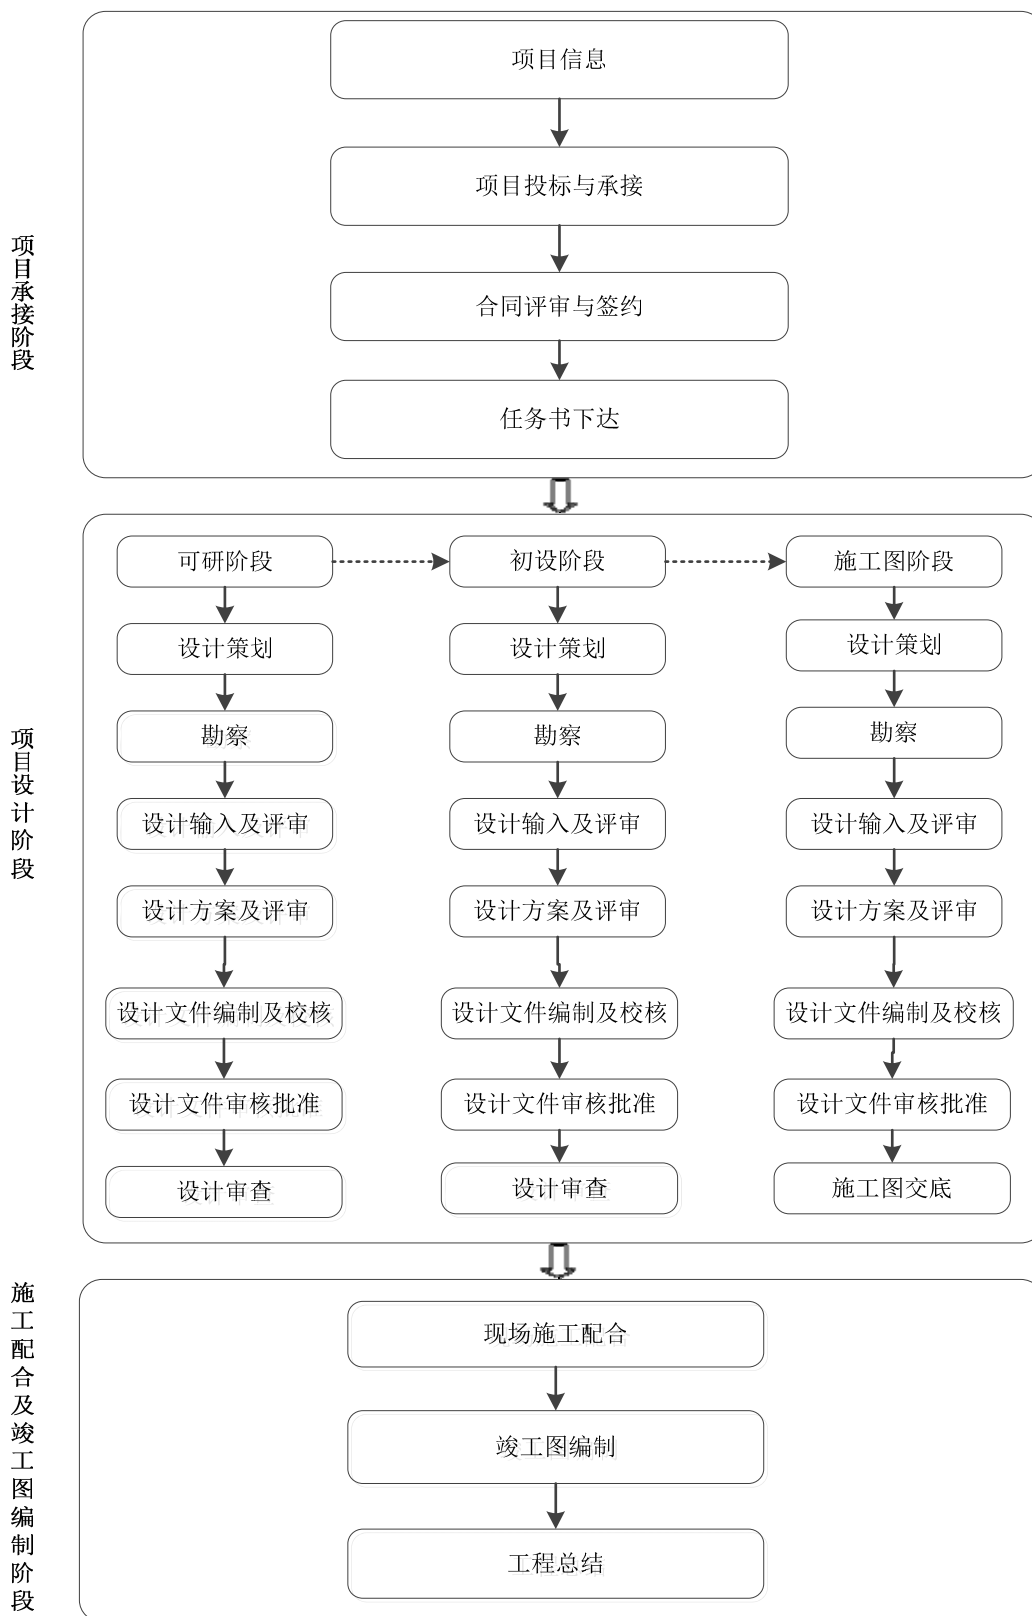 项目承接阶段
项目信息
项目投标与承接
合同评审与签约
任务书下达
项目设计阶段
可研阶段
初设阶段
施工图阶段
设计策划
设计策划
设计策划
勘察
勘察
勘察
设计输入及评审
设计输入及评审
设计输入及评审
设计方案及评审
设计方案及评审
设计方案及评审
设计文件编制及校核
设计文件编制及校核
设计文件编制及校核
设计文件审核批准
设计文件审核批准
设计文件审核批准
设计审查
设计审查
施工图交底
施工配合及竣工图编制阶段
现场施工配合
竣工图编制
工程总结